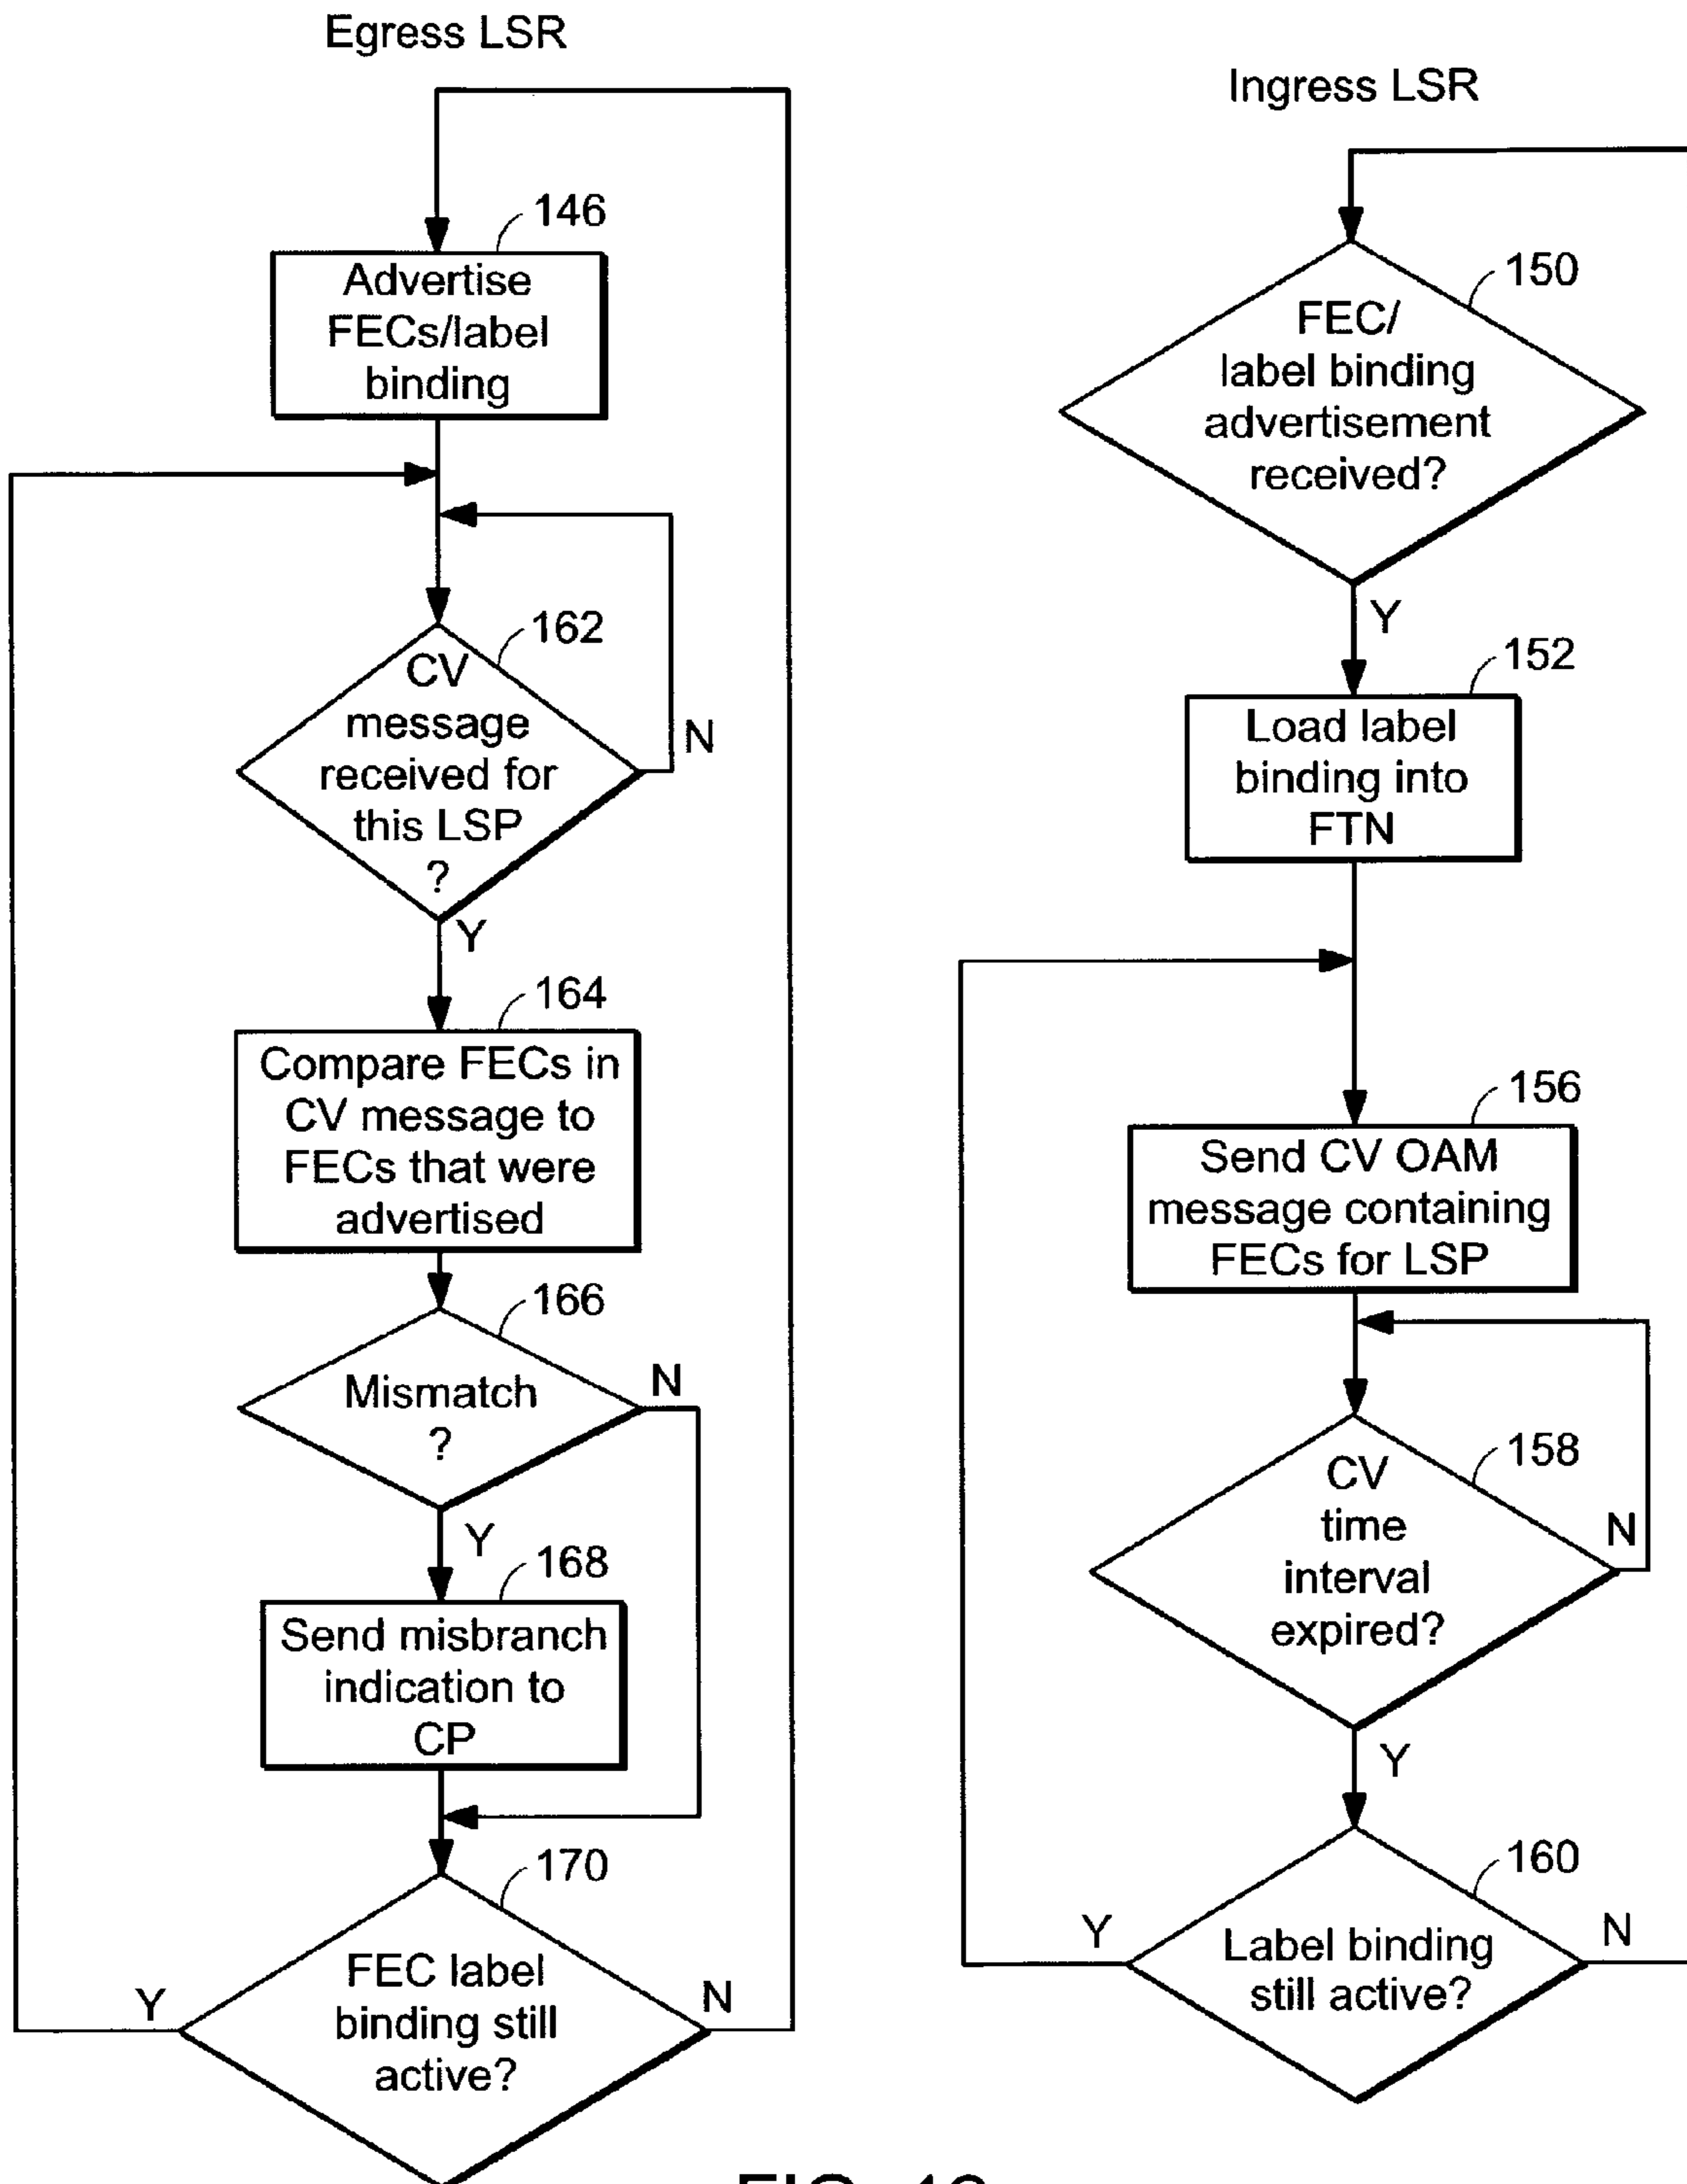 Egress LSR
146
Advertise
FECs/label
binding
162
CV
message
received for
this LSP
?
N
Y
164
Compare FECs in
CV message to
FECs that were
advertised
166
Mismatch
?
N
Y
168
Send misbranch
indication to
CP
170
FEC label
binding still
active?
Y
N
Ingress LSR
150
FEC/
label binding
advertisement
received?
Y
152
Load label
binding into
FTN
156
Send CV OAM
message containing
FECs for LSP
158
CV
time
interval
expired?
N
Y
160
Label binding
still active?
Y
N